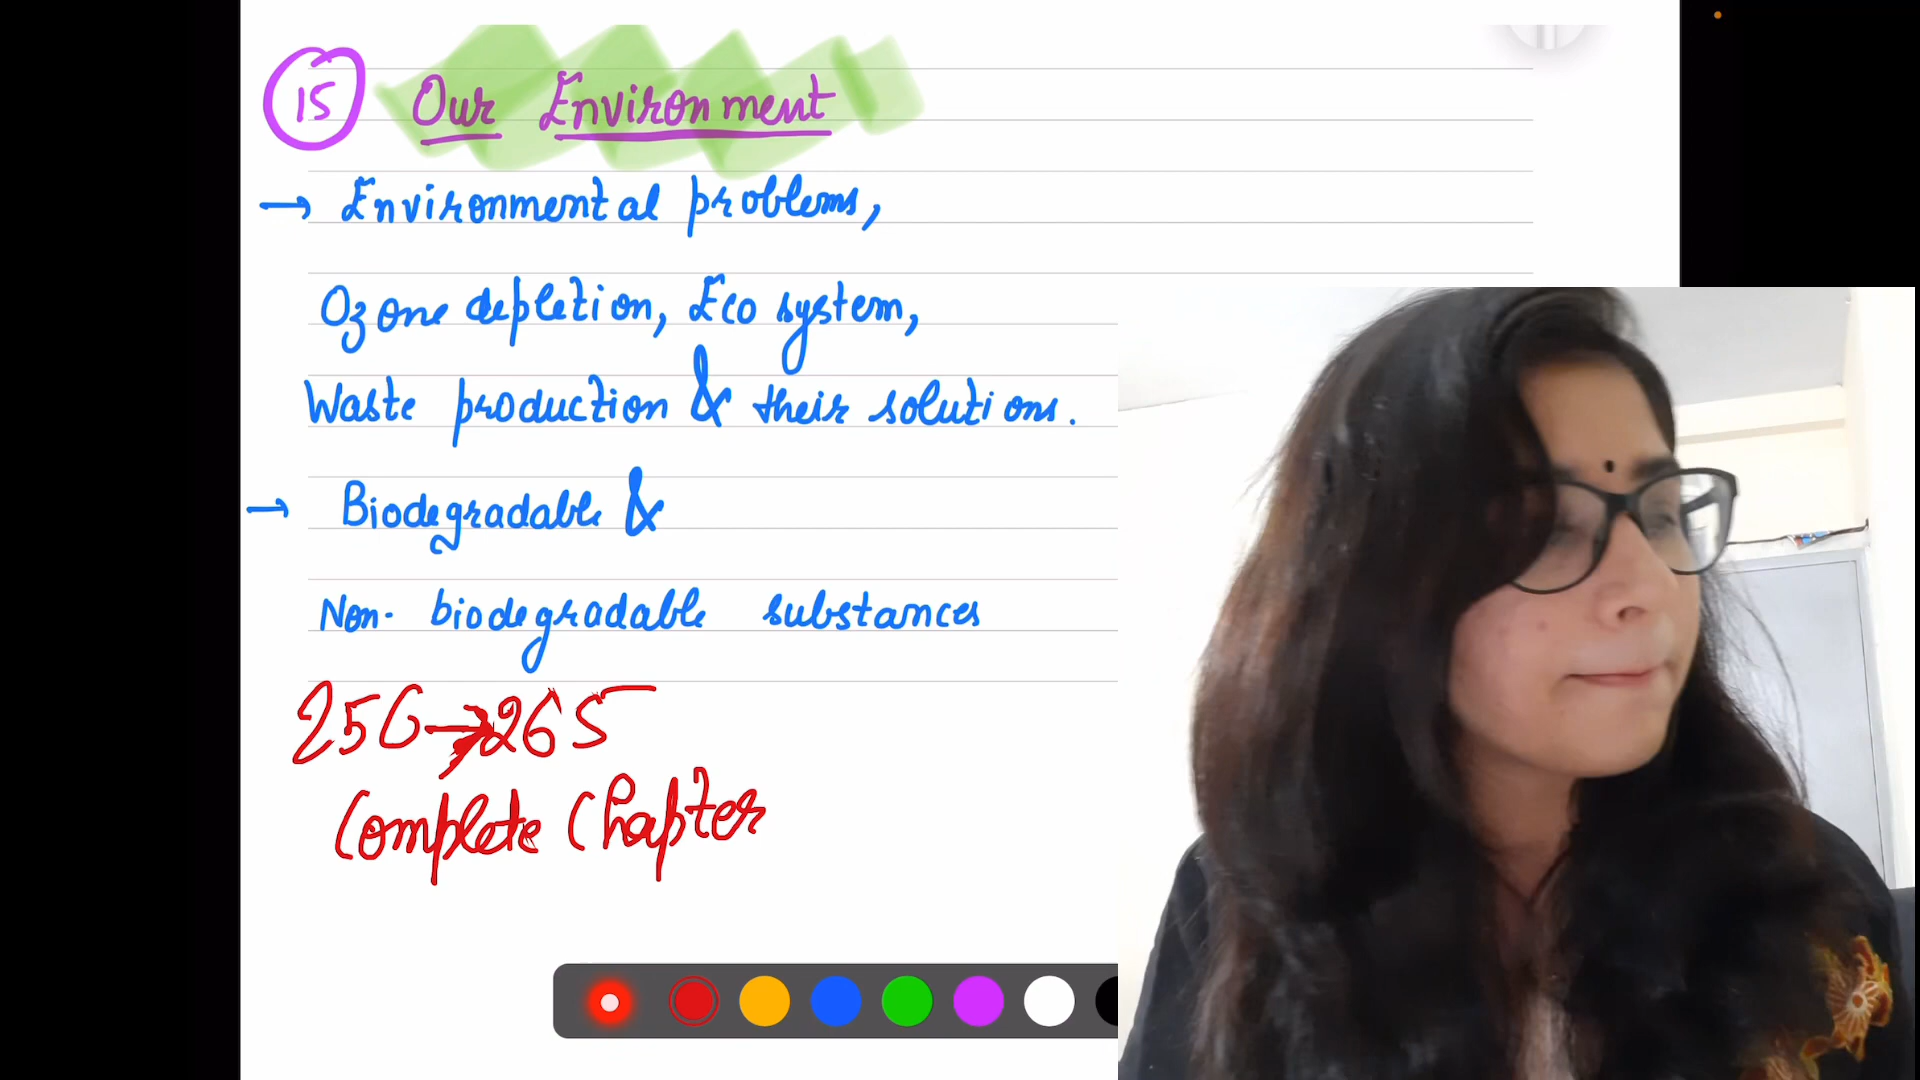 15 Our Environment
→ Environmental problems,
Ozone depletion, Eco system,
Waste production & their solutions.
→ Biodegradable &
Non- biodegradable substances
256→265
Complete Chapter